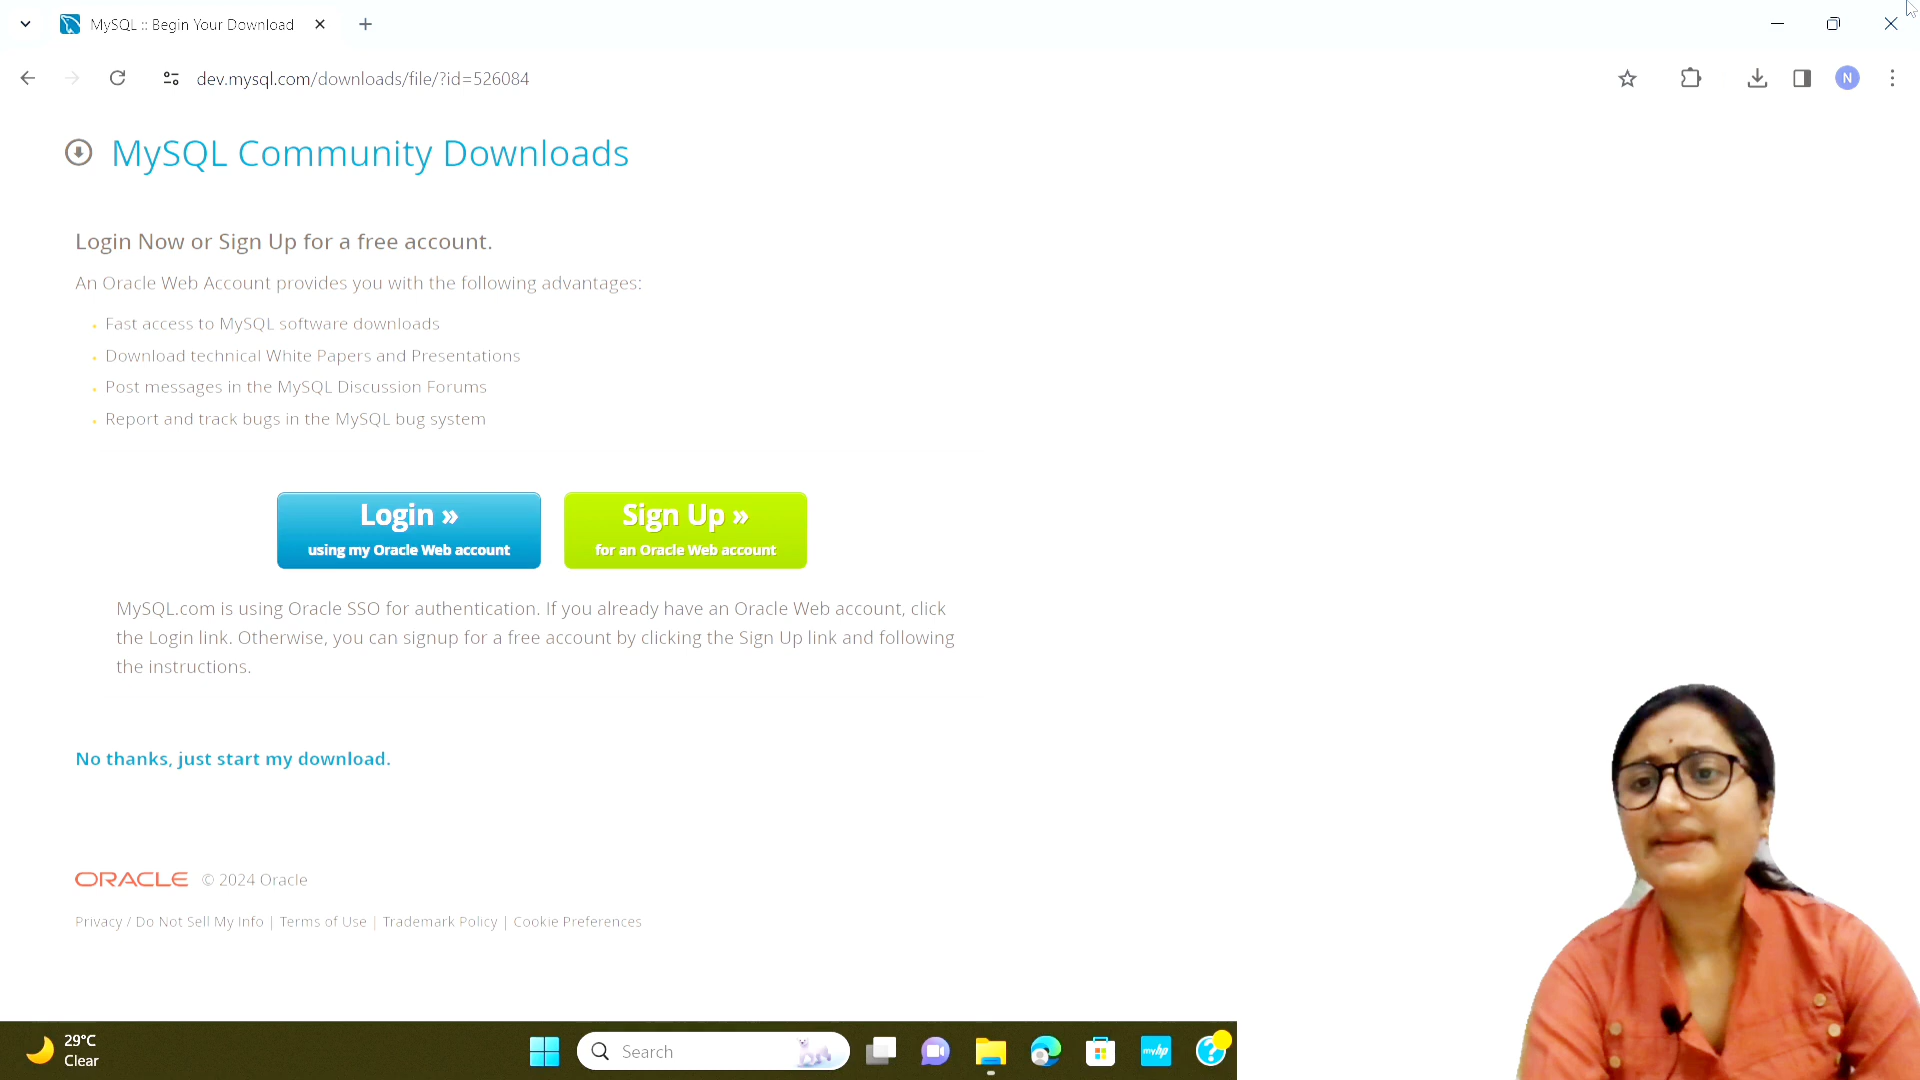 MySQL :: Begin Your Download
dev.mysql.com/downloads/file/?id=526084
N
MySQL Community Downloads
Login Now or Sign Up for a free account.
An Oracle Web Account provides you with the following advantages:
Fast access to MySQL software downloads
Download technical White Papers and Presentations
Post messages in the MySQL Discussion Forums
Report and track bugs in the MySQL bug system
Login »
using my Oracle Web account
Sign Up »
for an Oracle Web account
MySQL.com is using Oracle SSO for authentication. If you already have an Oracle Web account, click
the Login link. Otherwise, you can signup for a free account by clicking the Sign Up link and following
the instructions.
No thanks, just start my download.
ORACLE © 2024 Oracle
Privacy / Do Not Sell My Info | Terms of Use | Trademark Policy | Cookie Preferences
29°C
Clear
Search
myhp
?